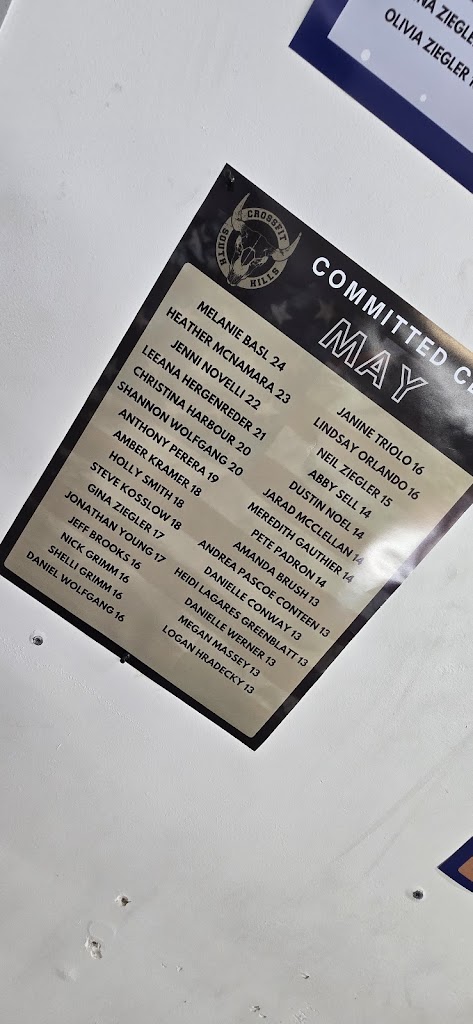 NA ZIEGLE
OLIVIA ZIEGLER
CROSSFIT
SOUTH
HILLS
COMMITTED C
MAY
MELANIE BASL 24
HEATHER MCNAMARA 23
JENNI NOVELLI 22
LEEANA HERGENREDER 21
CHRISTINA HARBOUR 20
SHANNON WOLFGANG 20
ANTHONY PERERA 19
AMBER KRAMER 18
HOLLY SMITH 18
STEVE KOSSLOW 18
GINA ZIEGLER 17
JONATHAN YOUNG 17
JEFF BROOKS 16
NICK GRIMM 16
SHELLI GRIMM 16
DANIEL WOLFGANG 16
JANINE TRIOLO 16
LINDSAY ORLANDO 16
NEIL ZIEGLER 15
ABBY SELL 14
DUSTIN NOEL 14
JARAD MCCLELLAN 14
MEREDITH GAUTHIER 14
PETE PADRON 14
AMANDA BRUSH 13
ANDREA PASCOE CONTEEN 13
DANIELLE CONWAY 13
HEIDI LAGARES GREENBLATT 13
DANIELLE WERNER 13
MEGAN MASSEY 13
LOGAN HRADECKY 13